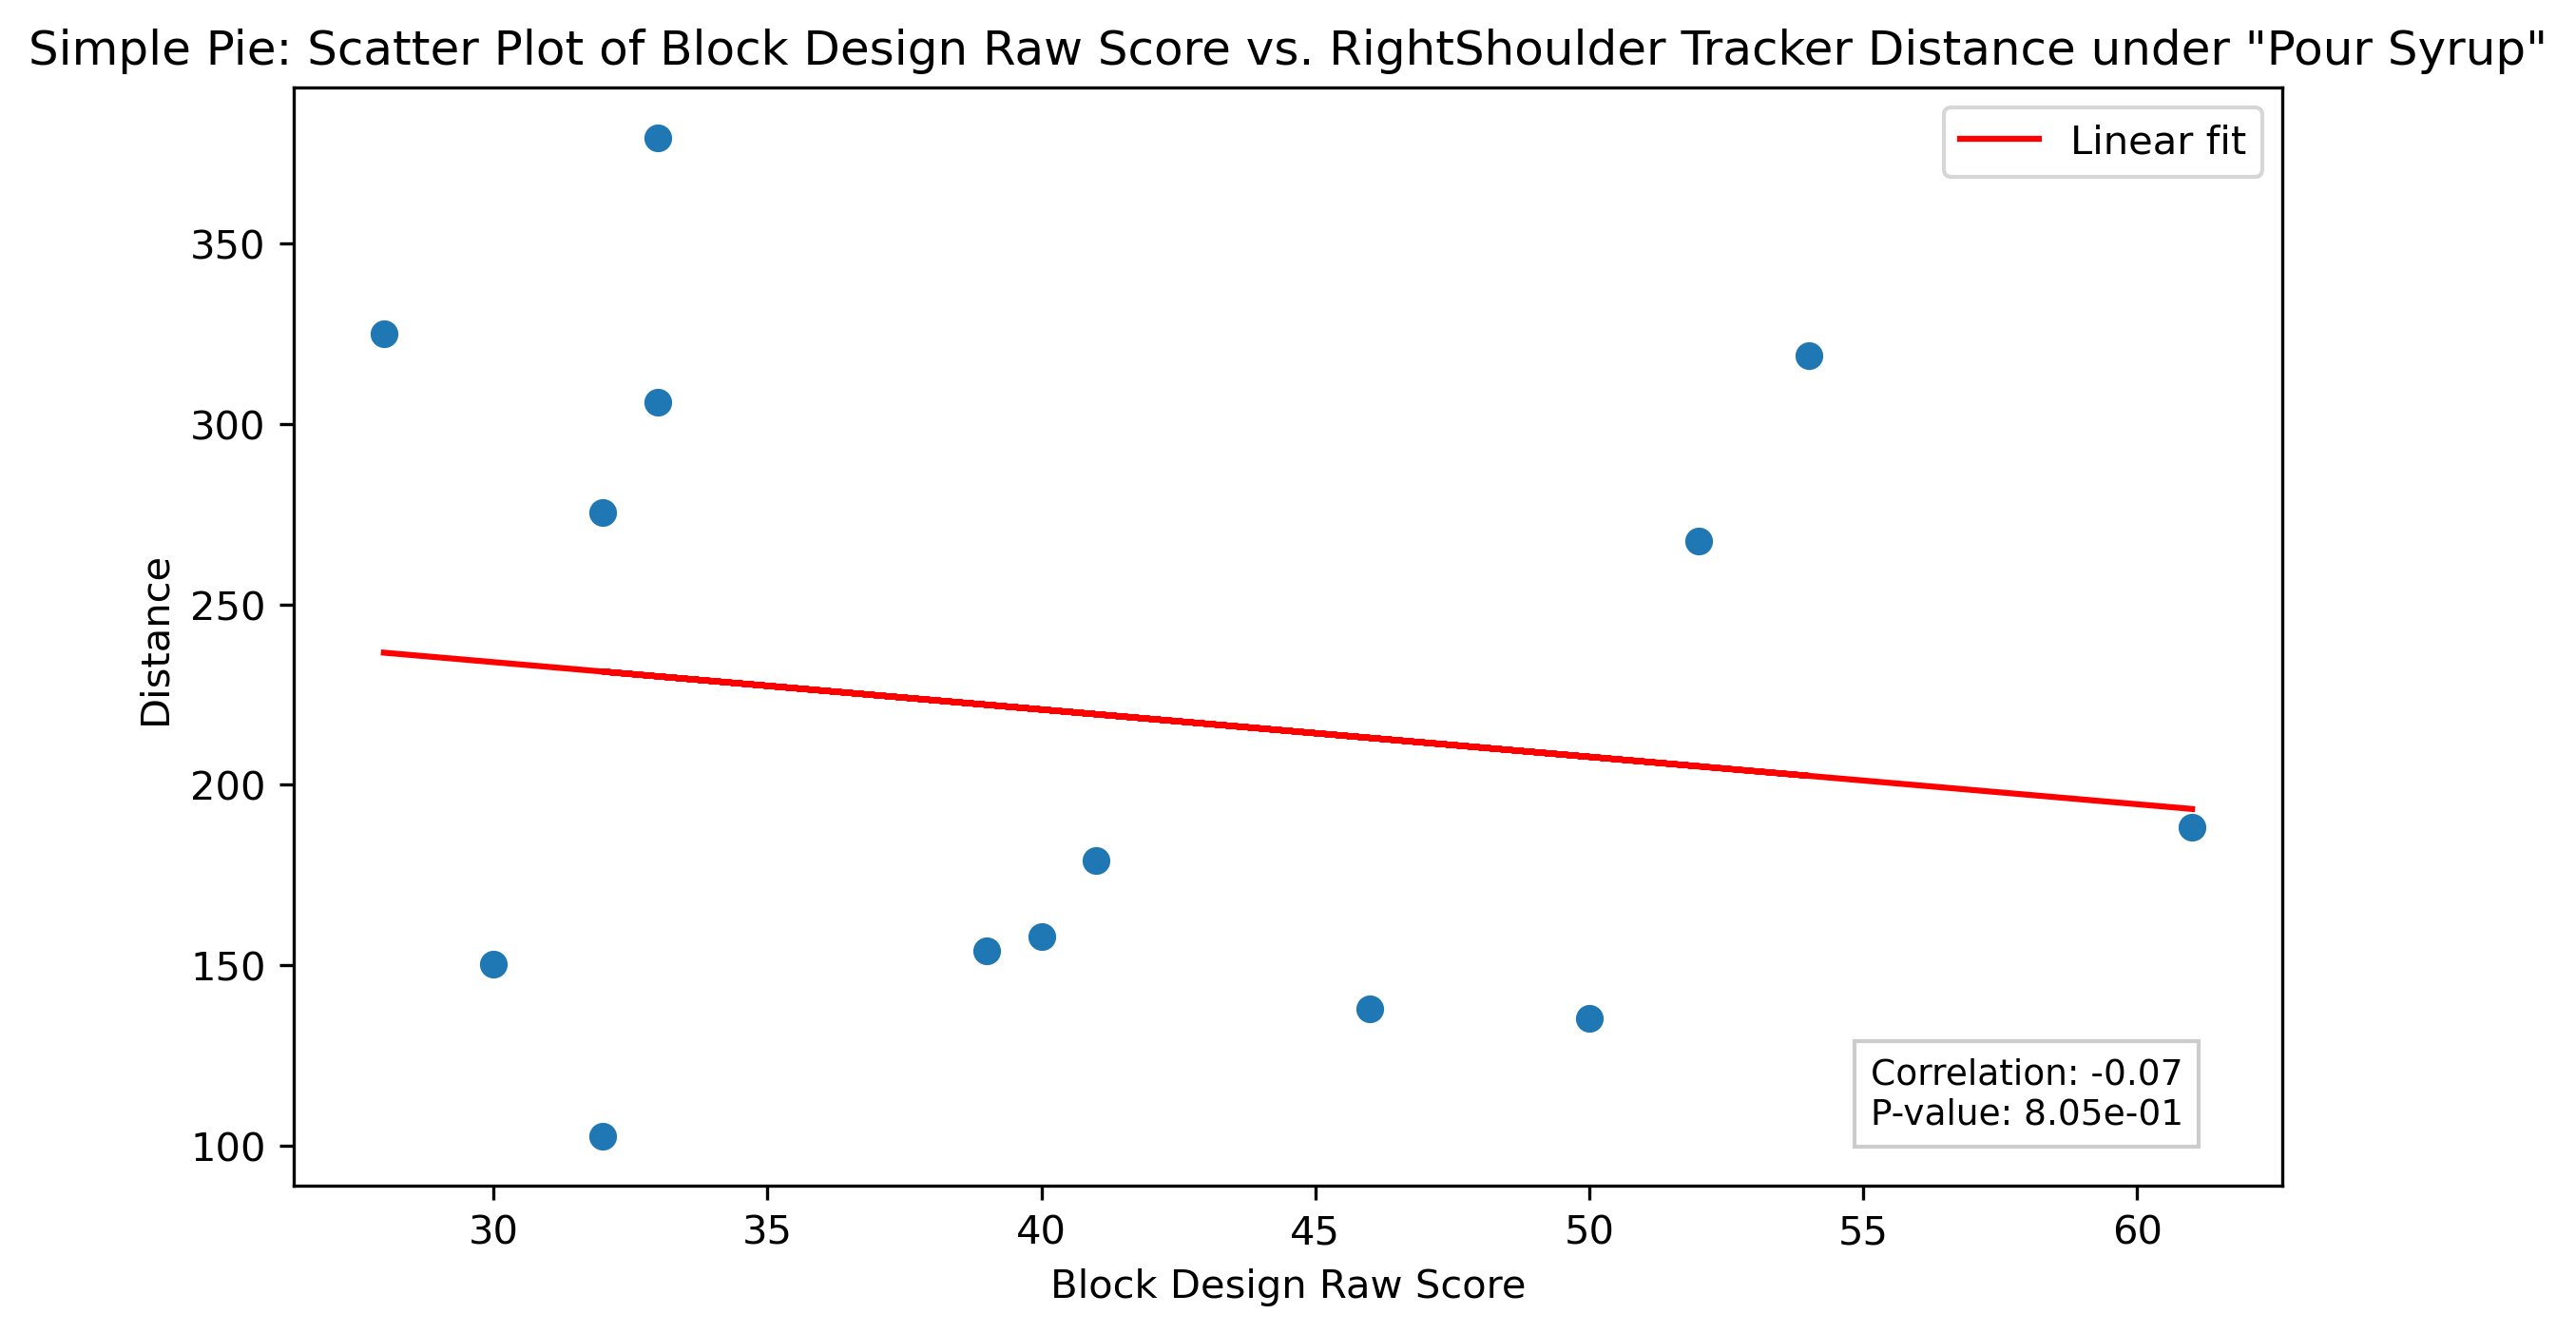 Simple Pie: Scatter Plot of Block Design Raw Score vs. RightShoulder Tracker Distance under "Pour Syrup"
Linear fit
350
300
250
200
150
100
Distance
Correlation: -0.07
P-value: 8.05e-01
30 35 40 45 50 55 60
Block Design Raw Score